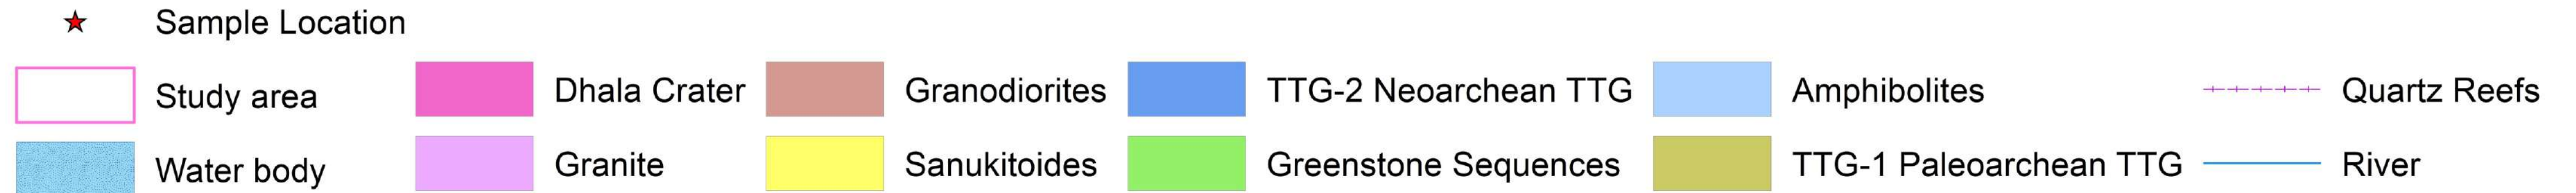 Sample Location
Study area
Dhala Crater
Granodiorites
TTG-2 Neoarchean TTG
Amphibolites
Quartz Reefs
Water body
Granite
Sanukitoides
Greenstone Sequences
TTG-1 Paleoarchean TTG
River